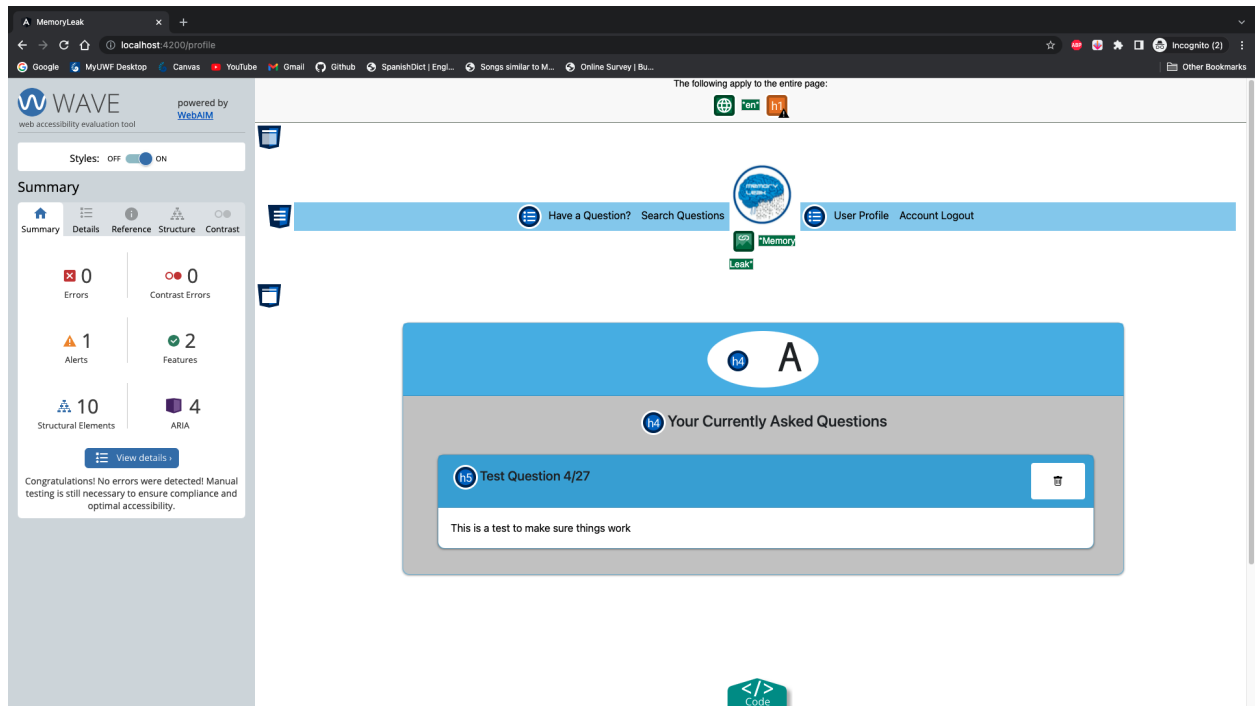 MemoryLeak
localhost:4200/profile
Incognito (2)
Google MyUWF Desktop Canvas YouTube Gmail Github SpanishDict | Engl... Songs similar to M... Online Survey | Bu...
Other Bookmarks
WAVE
web accessibility evaluation tool
powered by
WebAIM
Styles: OFF ON
Summary
Summary Details Reference Structure Contrast
0
Errors
0
Contrast Errors
1
Alerts
2
Features
10
Structural Elements
4
ARIA
View details ›
Congratulations! No errors were detected! Manual
testing is still necessary to ensure compliance and
optimal accessibility.
The following apply to the entire page:
*en* h1
MEMORY
LEAK
Have a Question? Search Questions
User Profile Account Logout
*Memory
Leak*
h4 A
h4 Your Currently Asked Questions
h5 Test Question 4/27
This is a test to make sure things work
</>
Code